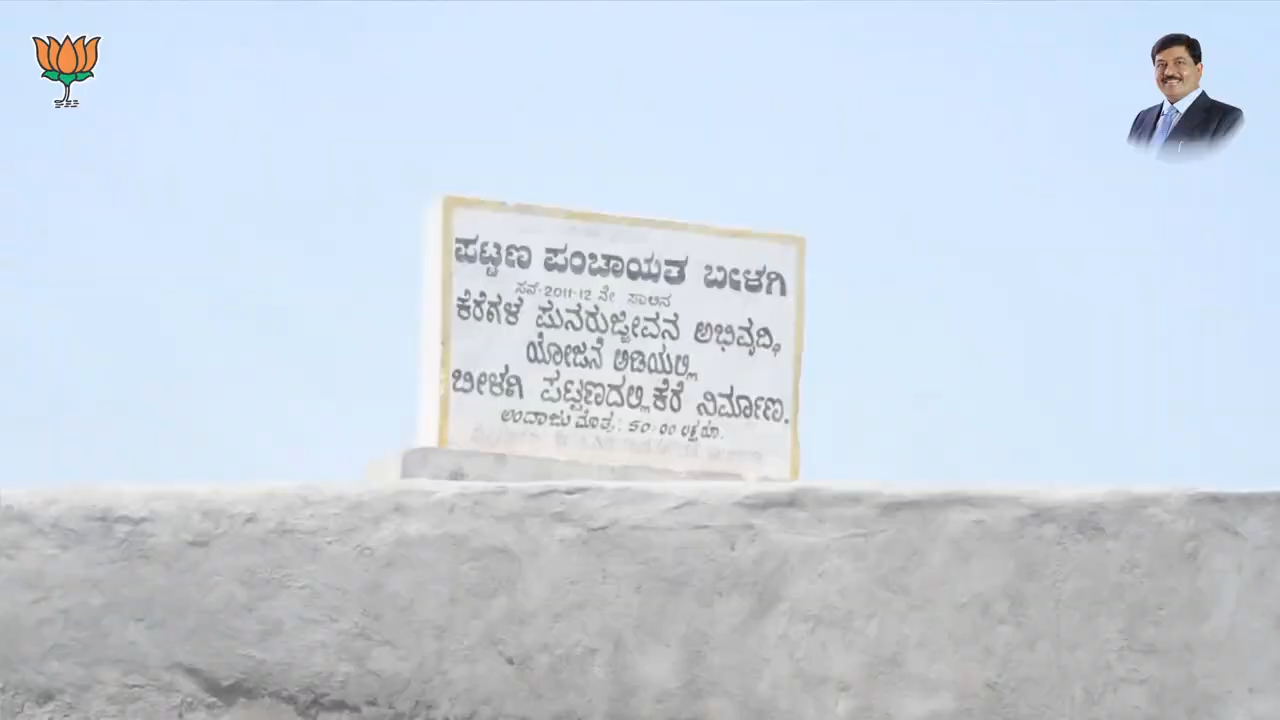 ಪಟ್ಟಣ ಪಂಚಾಯತ ಬೀಳಗಿ
ಸನ-2011-12 ನೇ ಸಾಲಿನ
ಕೆರೆಗಳ ಪುನರುಜ್ಜೀವನ ಅಭಿವೃದ್ಧಿ
ಯೋಜನೆ ಅಡಿಯಲ್ಲಿ
ಬೀಳಗಿ ಪಟ್ಟಣದಲ್ಲಿ ಕೆರೆ ನಿರ್ಮಾಣ.
ಅಂದಾಜು ಮೊತ್ತ: 50-00 ಲಕ್ಷ ರೂ.